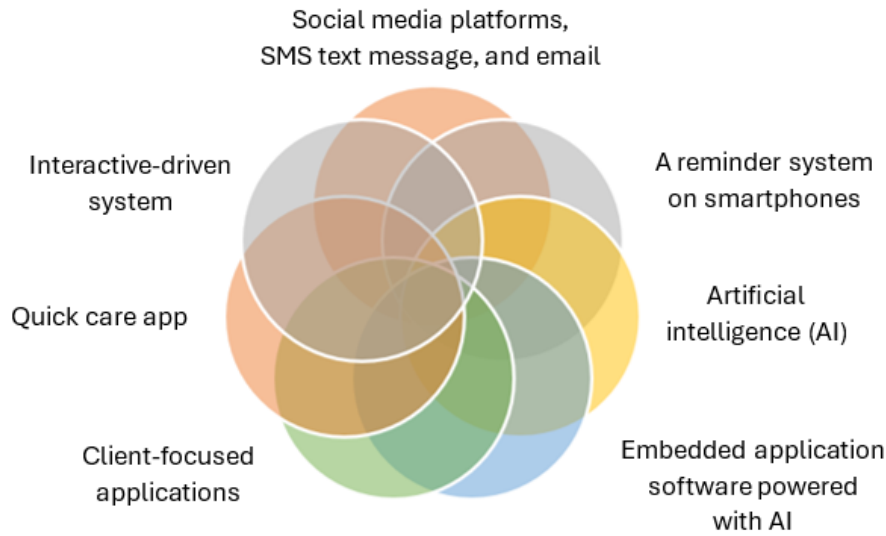 Social media platforms,
SMS text message, and email
Interactive-driven
system
A reminder system
on smartphones
Quick care app
Artificial
intelligence (AI)
Client-focused
applications
Embedded application
software powered
with AI